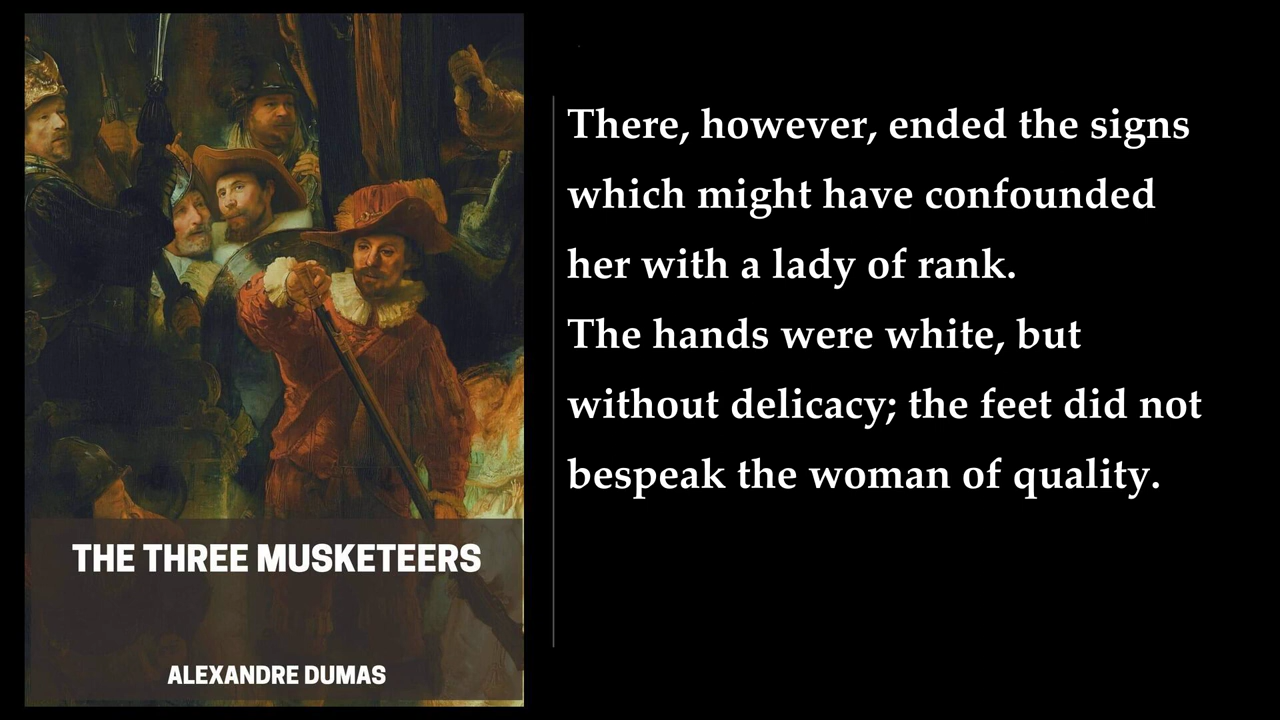 THE THREE MUSKETEERS
ALEXANDRE DUMAS
There, however, ended the signs
which might have confounded
her with a lady of rank.
The hands were white, but
without delicacy; the feet did not
bespeak the woman of quality.